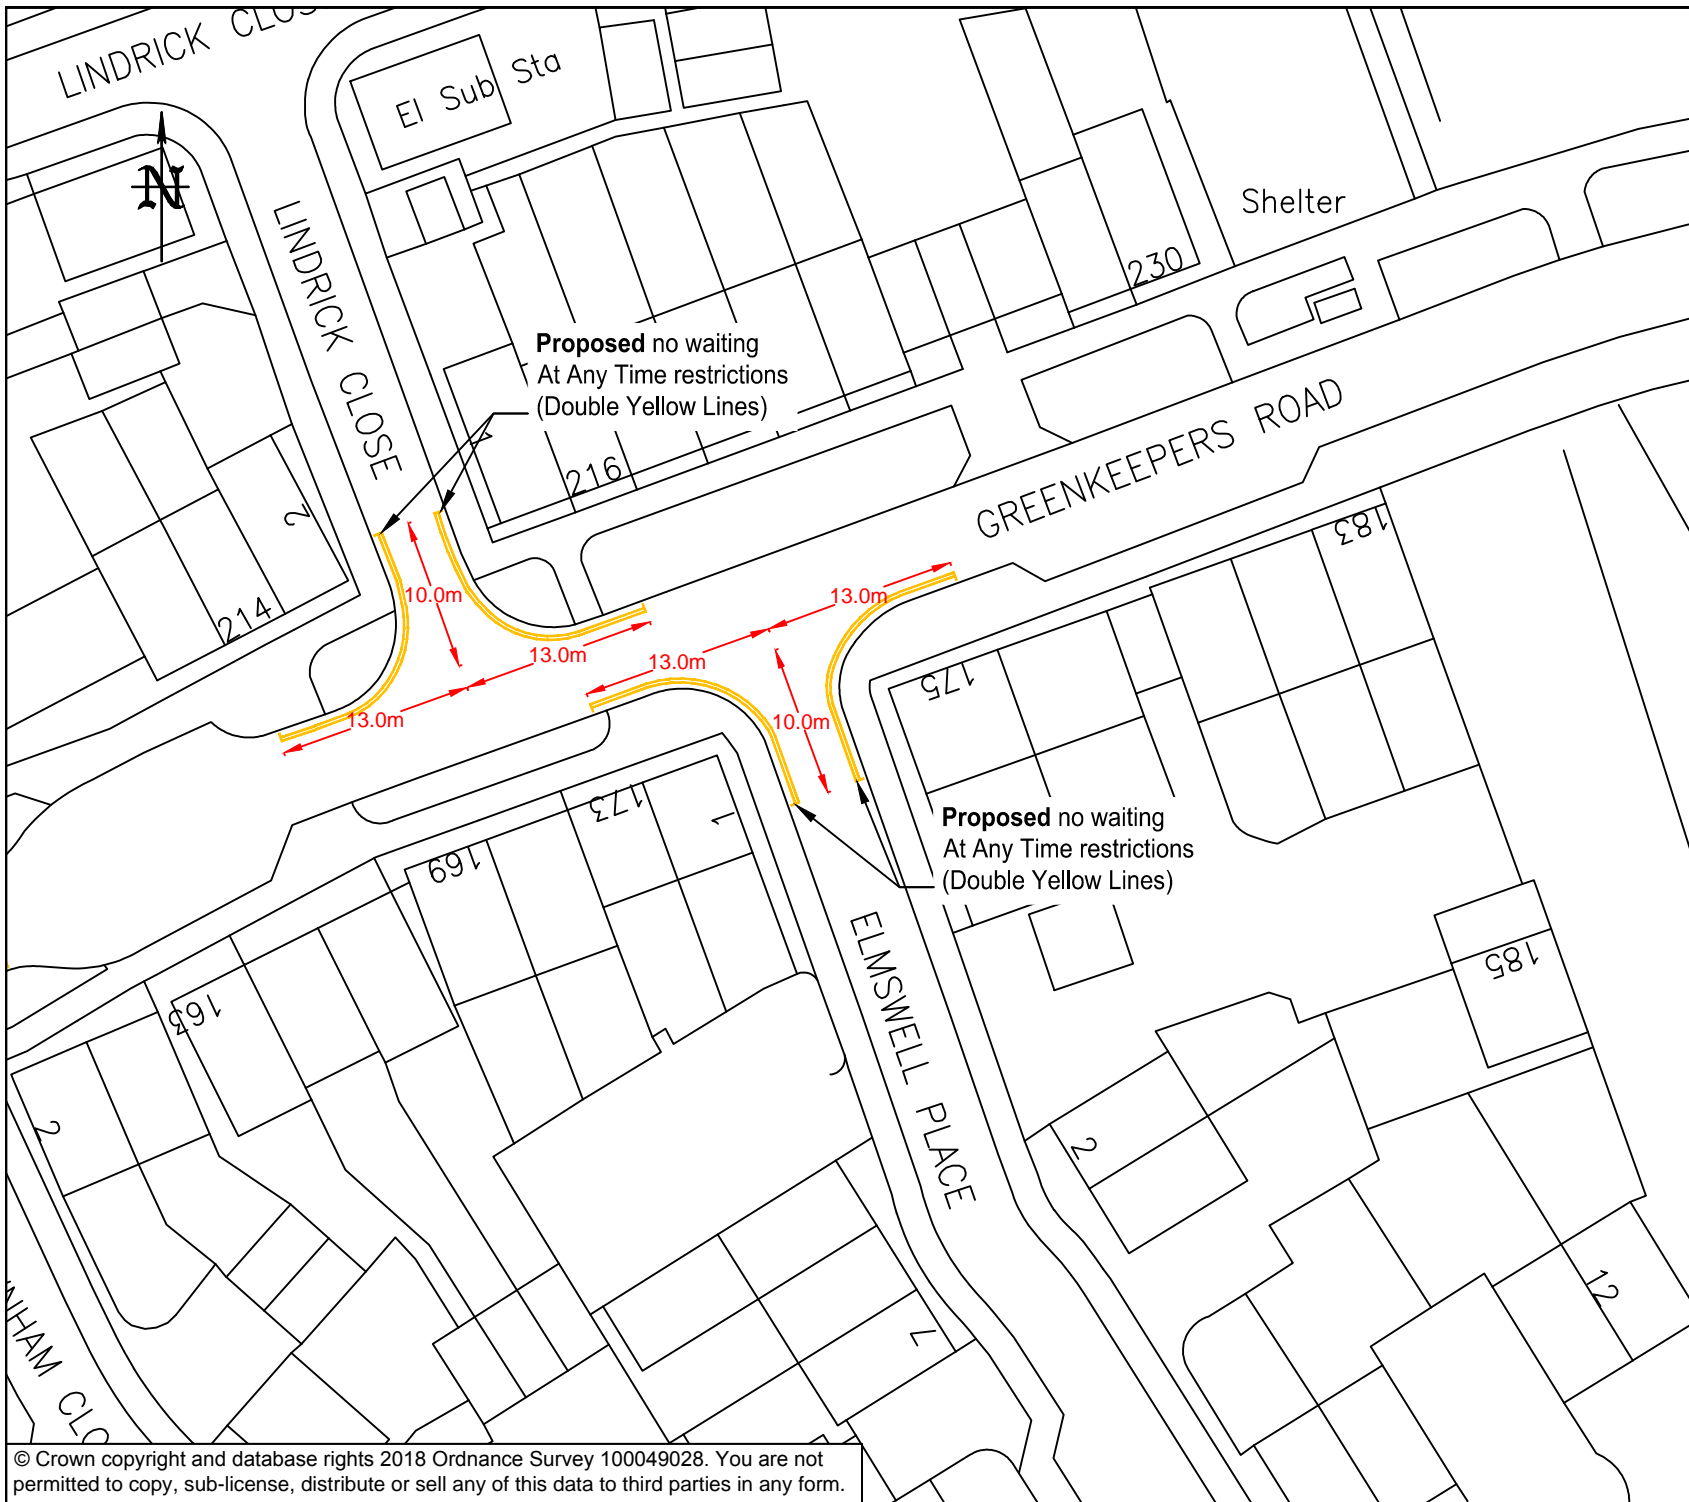 LINDRICK CLOS
El Sub Sta
N
LINDRICK CLOSE
Shelter
230
Proposed no waiting
At Any Time restrictions
(Double Yellow Lines)
216
GREENKEEPERS ROAD
2
1
183
214
10.0m
13.0m
13.0m
13.0m
13.0m
10.0m
175
173
1
169
Proposed no waiting
At Any Time restrictions
(Double Yellow Lines)
ELMSWELL PLACE
185
163
2
2
12
7
NHAM CLO
© Crown copyright and database rights 2018 Ordnance Survey 100049028. You are not
permitted to copy, sub-license, distribute or sell any of this data to third parties in any form.